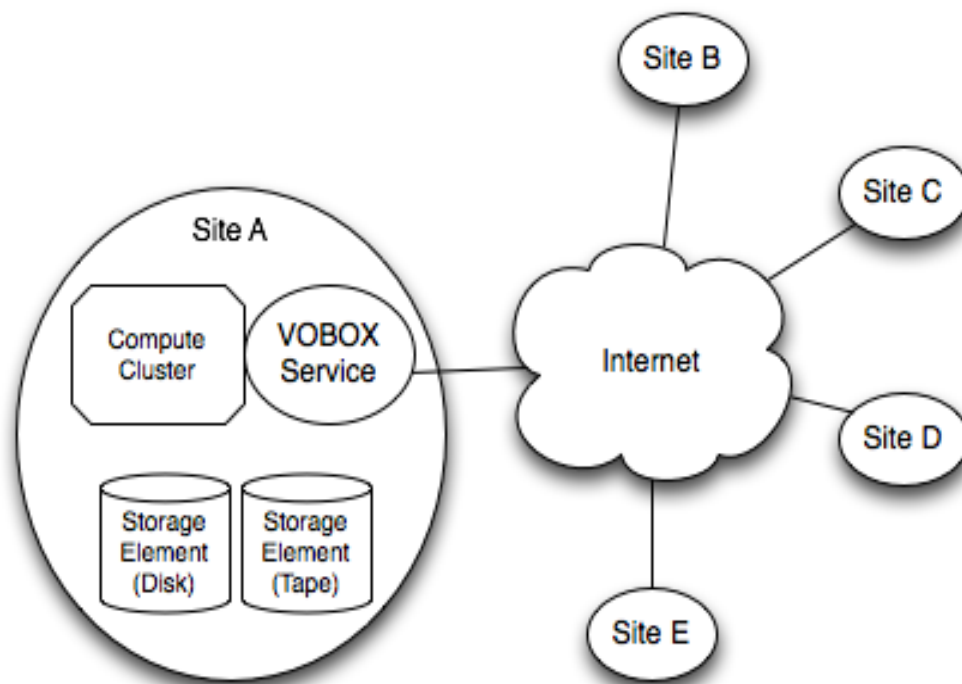 Site B
Site C
Site A
Compute
Cluster
VOBOX
Service
Internet
Site D
Storage
Element
(Disk)
Storage
Element
(Tape)
Site E